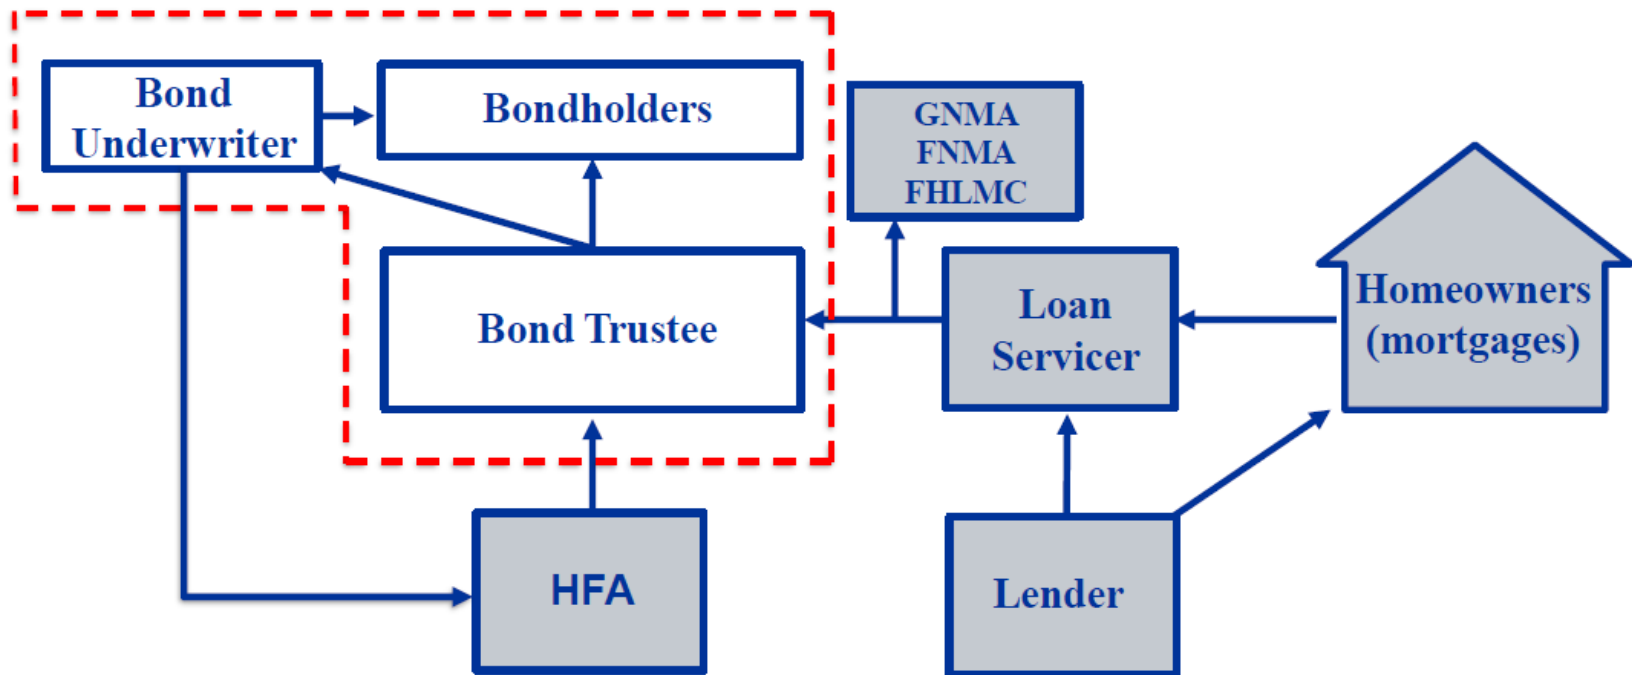 Bond
Underwriter
Bondholders
GNMA
FNMA
FHLMC
Bond Trustee
Loan
Servicer
Homeowners
(mortgages)
HFA
Lender